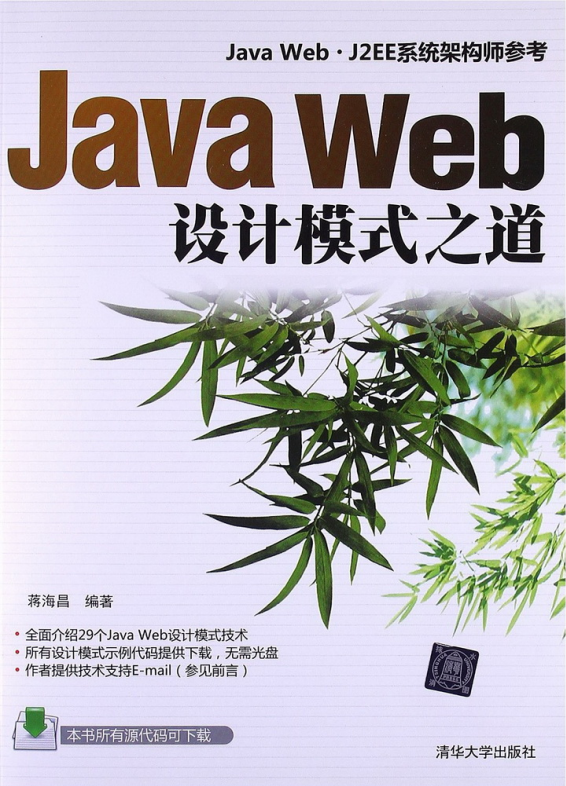 Java Web · J2EE系统架构师参考
Java Web
设计模式之道
蒋海昌 编著
• 全面介绍29个Java Web设计模式技术
• 所有设计模式示例代码提供下载，无需光盘
• 作者提供技术支持E-mail（参见前言）
本书所有源代码可下载
清华大学出版社